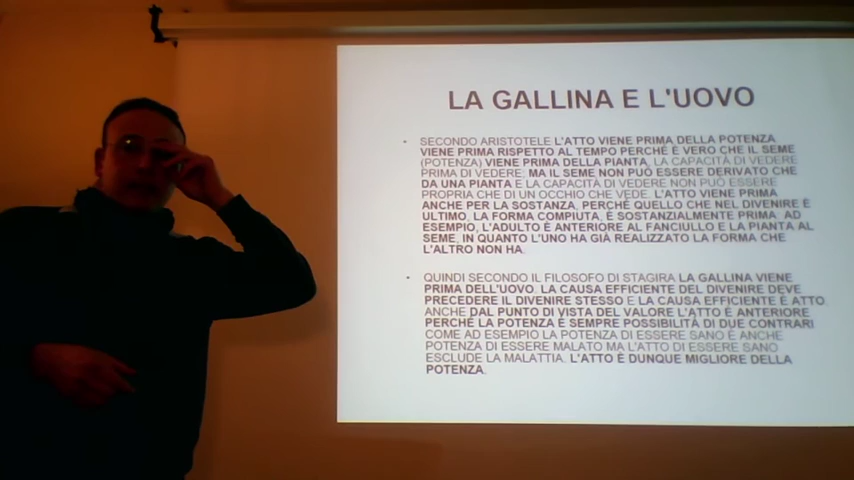 LA GALLINA E L'UOVO
• SECONDO ARISTOTELE L'ATTO VIENE PRIMA DELLA POTENZA.
VIENE PRIMA RISPETTO AL TEMPO PERCHÈ È VERO CHE IL SEME
(POTENZA) VIENE PRIMA DELLA PIANTA, LA CAPACITÀ DI VEDERE
PRIMA DI VEDERE; MA IL SEME NON PUÒ ESSERE DERIVATO CHE
DA UNA PIANTA E LA CAPACITÀ DI VEDERE NON PUÒ ESSERE
PROPRIA CHE DI UN OCCHIO CHE VEDE. L'ATTO VIENE PRIMA
ANCHE PER LA SOSTANZA, PERCHÈ QUELLO CHE NEL DIVENIRE È
ULTIMO, LA FORMA COMPIUTA, È SOSTANZIALMENTE PRIMA, AD
ESEMPIO, L'ADULTO È ANTERIORE AL FANCIULLO E LA PIANTA AL
SEME, IN QUANTO L'UNO HA GIÀ REALIZZATO LA FORMA CHE
L'ALTRO NON HA.
• QUINDI SECONDO IL FILOSOFO DI STAGIRA LA GALLINA VIENE
PRIMA DELL'UOVO. LA CAUSA EFFICIENTE DEL DIVENIRE DEVE
PRECEDERE IL DIVENIRE STESSO E LA CAUSA EFFICIENTE È ATTO.
ANCHE DAL PUNTO DI VISTA DEL VALORE L'ATTO È ANTERIORE
PERCHÈ LA POTENZA È SEMPRE POSSIBILITÀ DI DUE CONTRARI
COME AD ESEMPIO LA POTENZA DI ESSERE SANO È ANCHE
POTENZA DI ESSERE MALATO MA L'ATTO DI ESSERE SANO
ESCLUDE LA MALATTIA. L'ATTO È DUNQUE MIGLIORE DELLA
POTENZA.